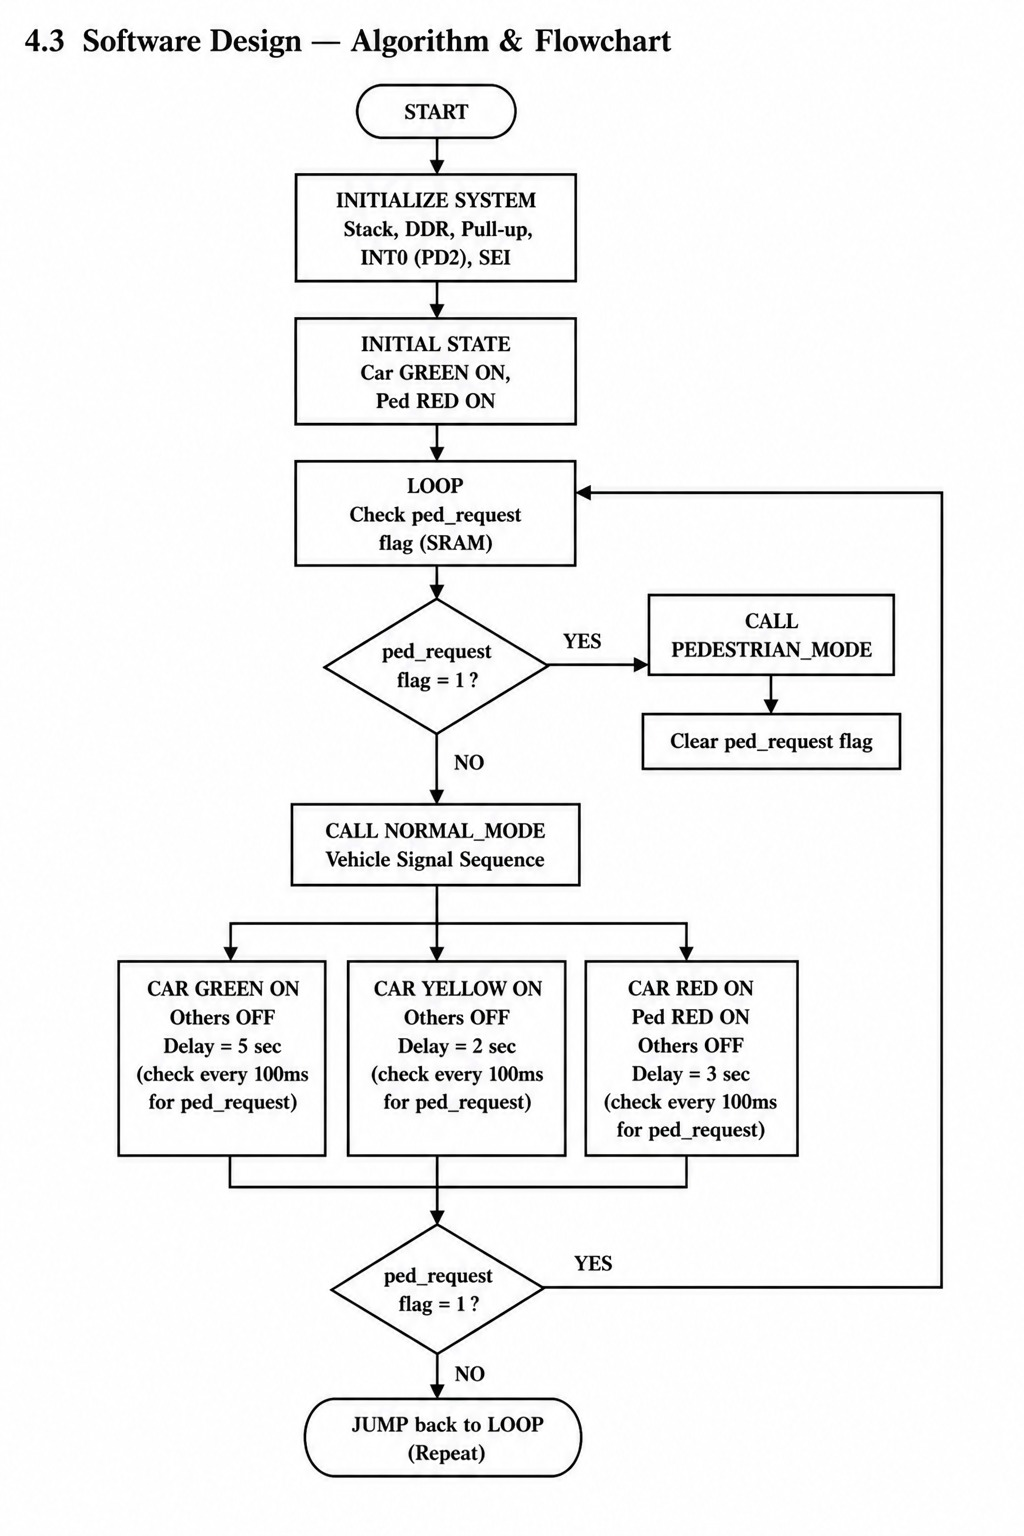 4.3 Software Design — Algorithm & Flowchart
START
INITIALIZE SYSTEM
Stack, DDR, Pull-up,
INT0 (PD2), SEI
INITIAL STATE
Car GREEN ON,
Ped RED ON
LOOP
Check ped_request
flag (SRAM)
ped_request
flag = 1 ?
YES
CALL
PEDESTRIAN_MODE
Clear ped_request flag
NO
CALL NORMAL_MODE
Vehicle Signal Sequence
CAR GREEN ON
Others OFF
Delay = 5 sec
(check every 100ms
for ped_request)
CAR YELLOW ON
Others OFF
Delay = 2 sec
(check every 100ms
for ped_request)
CAR RED ON
Ped RED ON
Others OFF
Delay = 3 sec
(check every 100ms
for ped_request)
ped_request
flag = 1 ?
YES
NO
JUMP back to LOOP
(Repeat)